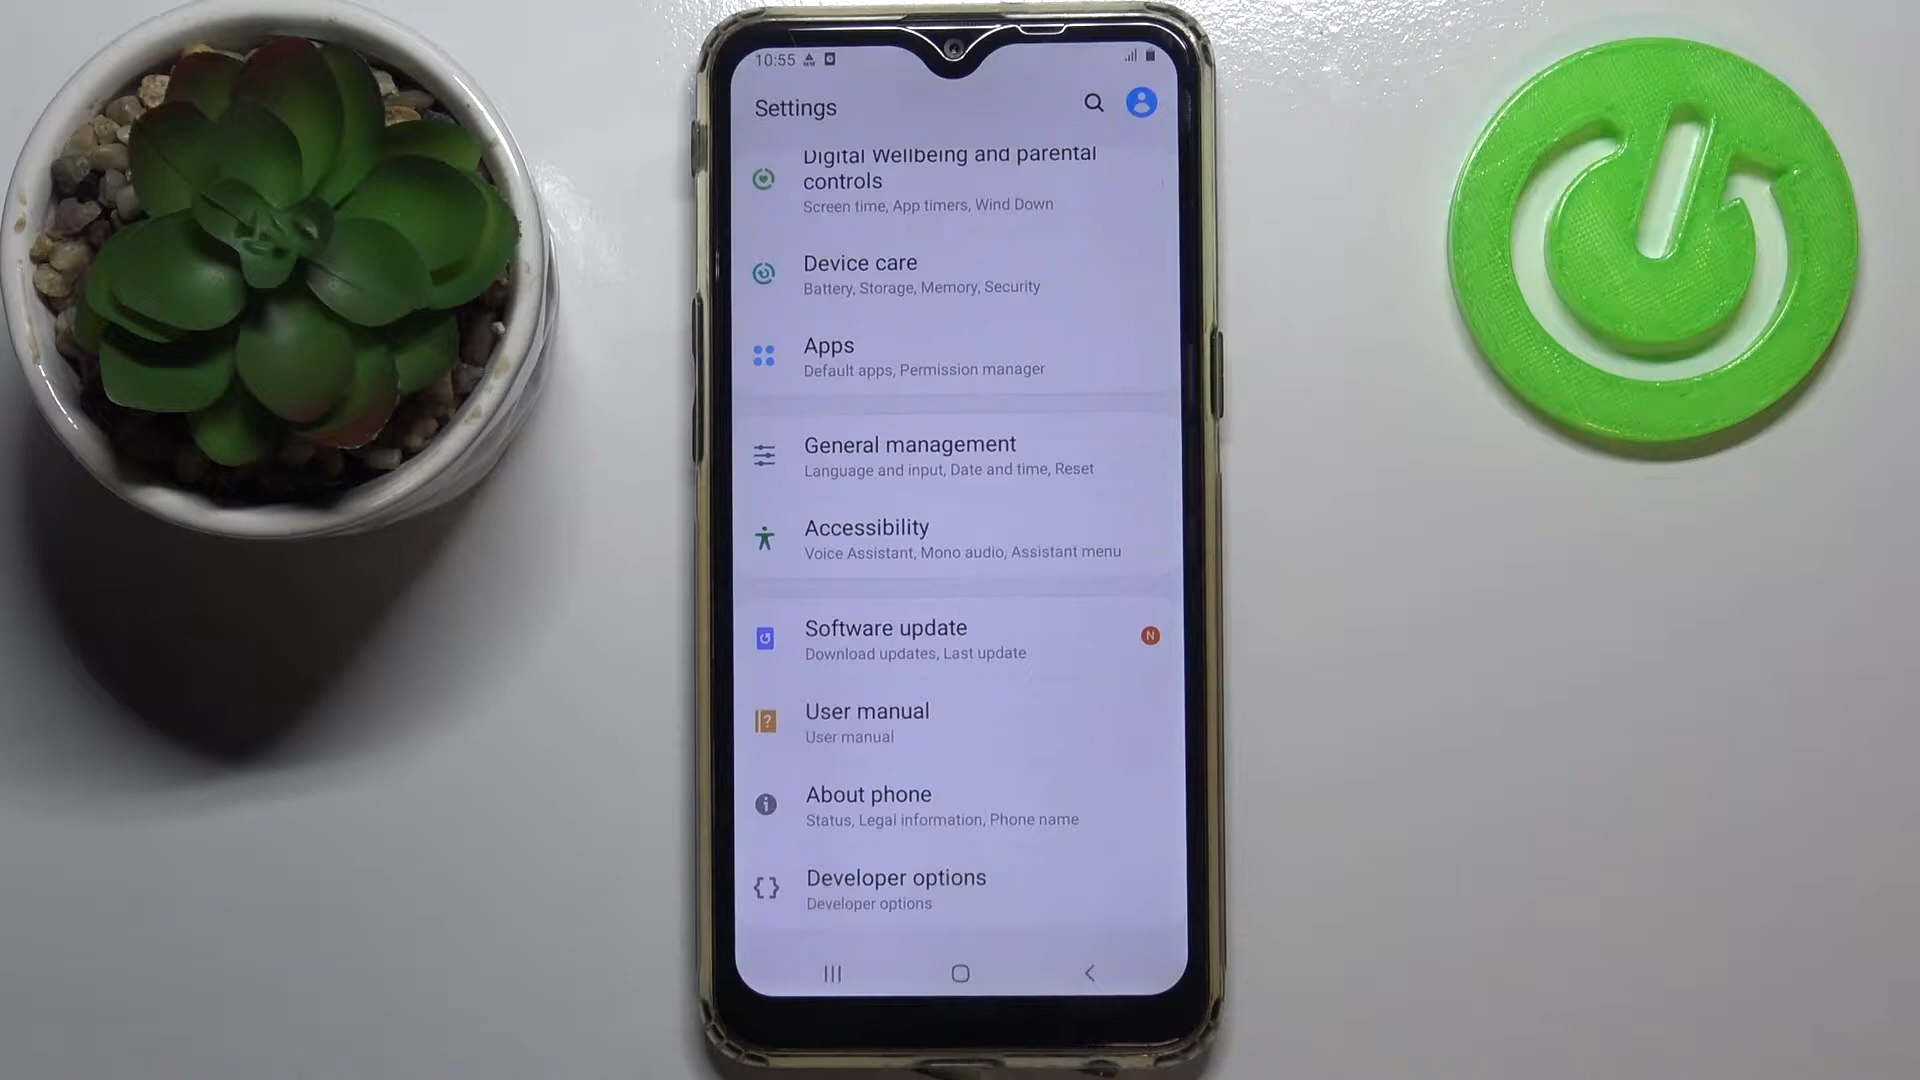 10:55
Settings
Digital Wellbeing and parental
controls
Screen time, App timers, Wind Down
Device care
Battery, Storage, Memory, Security
Apps
Default apps, Permission manager
General management
Language and input, Date and time, Reset
Accessibility
Voice Assistant, Mono audio, Assistant menu
Software update
N
Download updates, Last update
User manual
User manual
About phone
Status, Legal information, Phone name
Developer options
Developer options